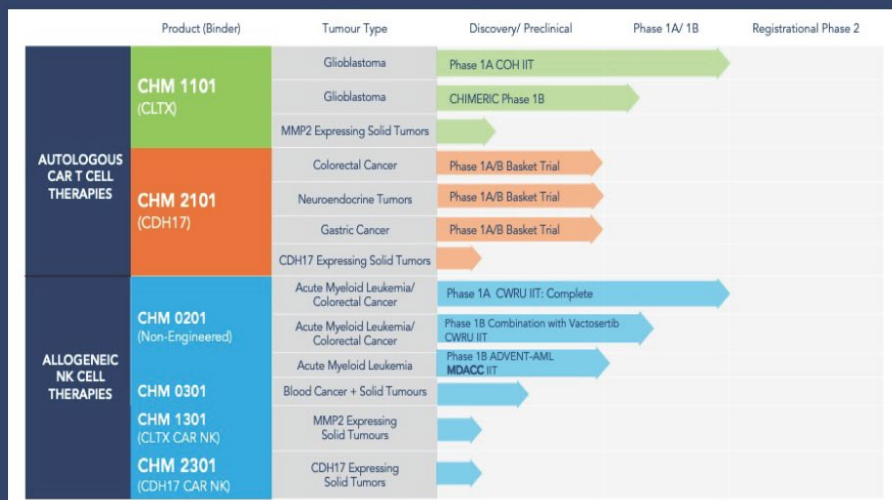 Product (Binder) Tumour Type Discovery/ Preclinical Phase 1A/ 1B Registrational Phase 2
AUTOLOGOUS
CAR T CELL
THERAPIES
CHM 1101
(CLTX)
Glioblastoma
Phase 1A COH IIT
Glioblastoma
CHIMERIC Phase 1B
MMP2 Expressing Solid Tumors
CHM 2101
(CDH17)
Colorectal Cancer
Phase 1A/B Basket Trial
Neuroendocrine Tumors
Phase 1A/B Basket Trial
Gastric Cancer
Phase 1A/B Basket Trial
CDH17 Expressing Solid Tumors
ALLOGENEIC
NK CELL
THERAPIES
CHM 0201
(Non-Engineered)
Acute Myeloid Leukemia/
Colorectal Cancer
Phase 1A CWRU IIT: Complete
Acute Myeloid Leukemia/
Colorectal Cancer
Phase 1B Combination with Vactosertib
CWRU IIT
Acute Myeloid Leukemia
Phase 1B ADVENT-AML
MDACC IIT
CHM 0301
Blood Cancer + Solid Tumours
CHM 1301
(CLTX CAR NK)
MMP2 Expressing
Solid Tumours
CHM 2301
(CDH17 CAR NK)
CDH17 Expressing
Solid Tumors